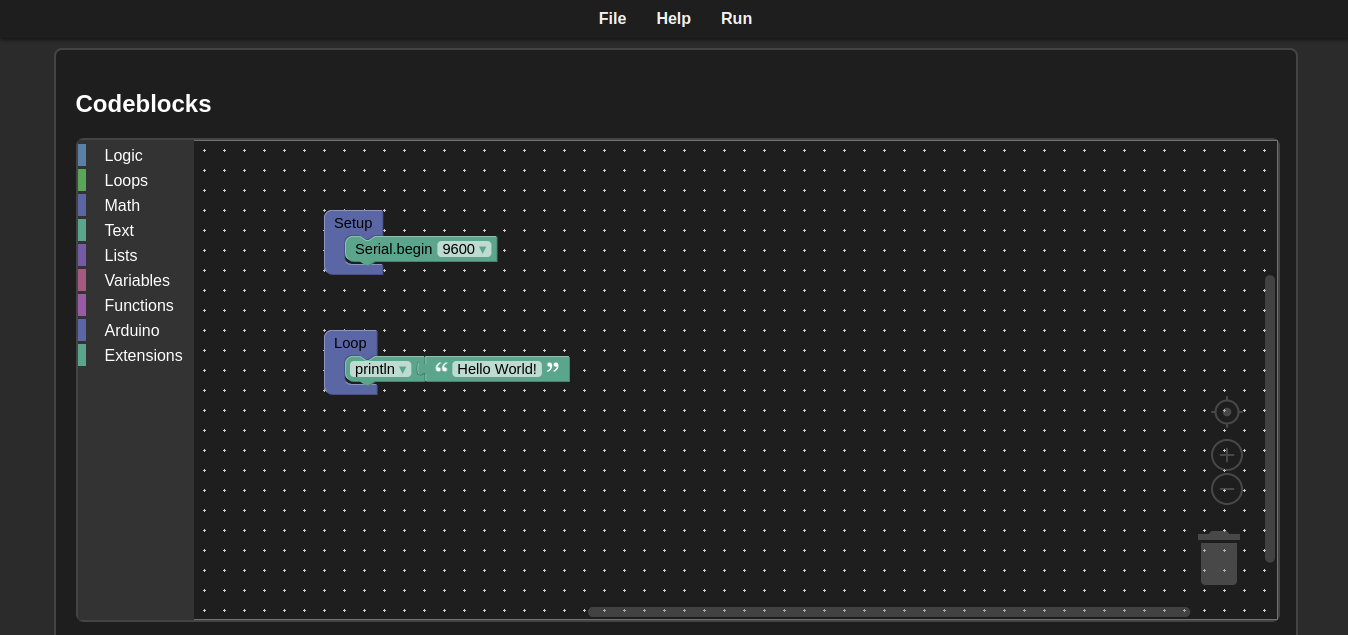 File Help Run
Codeblocks
Logic
Loops
Math
Text
Lists
Variables
Functions
Arduino
Extensions
Setup
Serial.begin 9600 ▾
Loop
println ▾ “ Hello World! ”